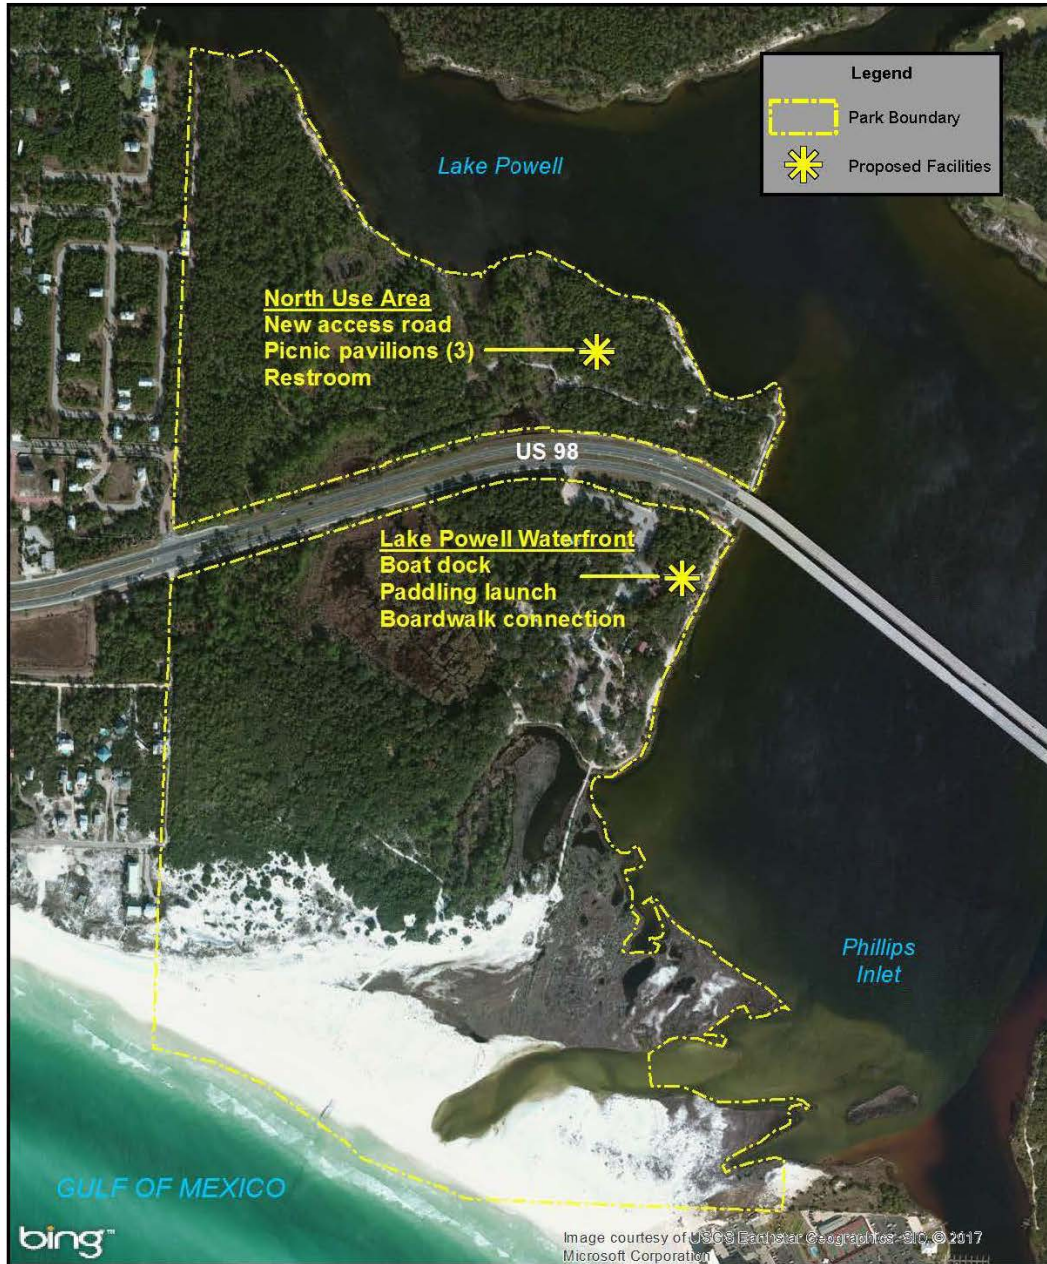 Legend
Park Boundary
Proposed Facilities
Lake Powell
North Use Area
New access road
Picnic pavilions (3)
Restroom
US 98
Lake Powell Waterfront
Boat dock
Paddling launch
Boardwalk connection
Phillips
Inlet
GULF OF MEXICO
bing™
Image courtesy of USGS Earthstar Geographics SIO © 2017
Microsoft Corporation